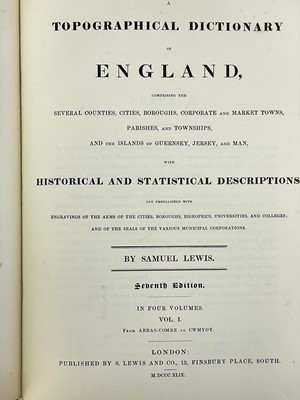 A
TOPOGRAPHICAL DICTIONARY
OF
ENGLAND,
COMPRISING THE
SEVERAL COUNTIES, CITIES, BOROUGHS, CORPORATE AND MARKET TOWNS,
PARISHES, AND TOWNSHIPS,
AND THE ISLANDS OF GUERNSEY, JERSEY, AND MAN,
WITH
HISTORICAL AND STATISTICAL DESCRIPTIONS
AND EMBELLISHED WITH
ENGRAVINGS OF THE ARMS OF THE CITIES, BOROUGHS, BISHOPRICS, UNIVERSITIES, AND COLLEGES;
AND OF THE SEALS OF THE VARIOUS MUNICIPAL CORPORATIONS.
BY SAMUEL LEWIS.
Seventh Edition.
IN FOUR VOLUMES.
VOL. I.
FROM ABBAS-COMBE TO CWMYOY.
LONDON:
PUBLISHED BY S. LEWIS AND CO., 13, FINSBURY PLACE, SOUTH.
M.DCCC.XLIX.